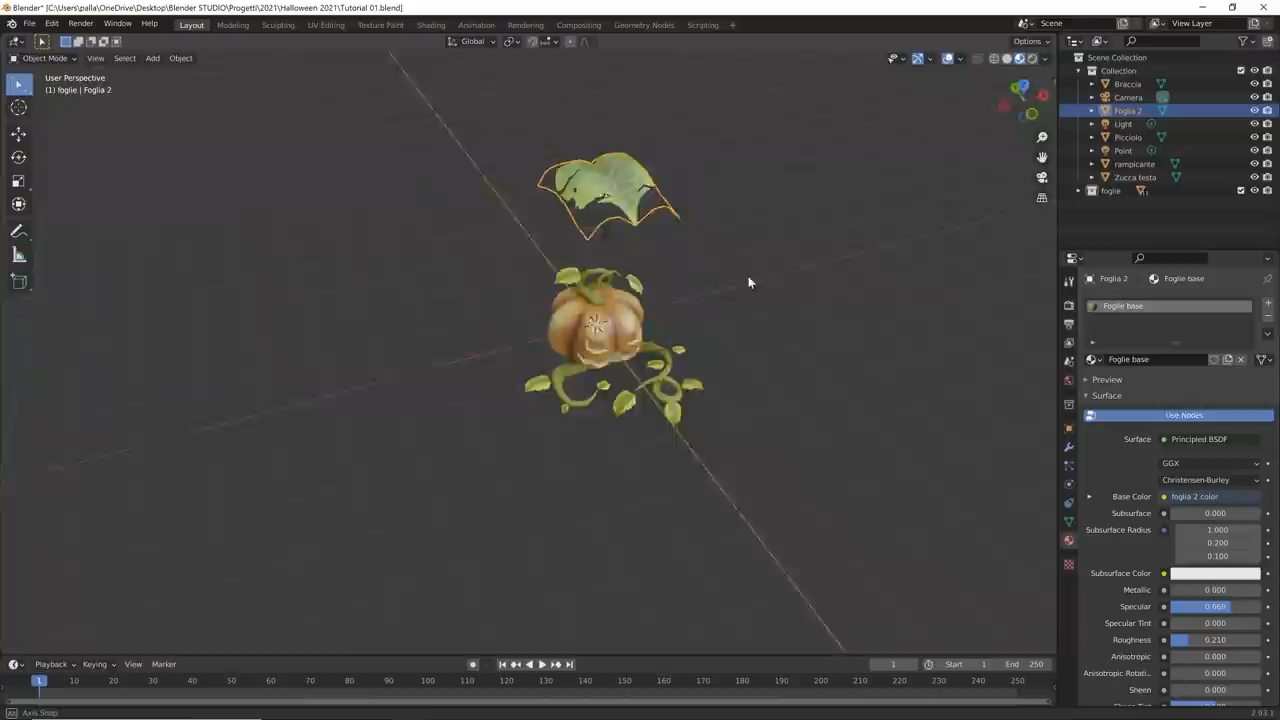 Blender* [C:\Users\palla\OneDrive\Desktop\Blender STUDIO\Progetti\2021\Halloween 2021\Tutorial 01.blend]
File Edit Render Window Help Layout Modeling Sculpting UV Editing Texture Paint Shading Animation Rendering Compositing Geometry Nodes Scripting + Scene View Layer
Global Options
Object Mode View Select Add Object
User Perspective
(1) foglie | Foglia 2
Scene Collection
Collection
Braccia
Camera
Foglia 2
Light
Picciolo
Point
rampicante
Zucca testa
foglie
Foglia 2 Foglie base
Foglie base
Foglie base
Preview
Surface
Use Nodes
Surface Principled BSDF
GGX
Christensen-Burley
Base Color foglia 2 color
Subsurface 0.000
Subsurface Radius 1.000
0.200
0.100
Subsurface Color
Metallic 0.000
Specular 0.669
Specular Tint 0.000
Roughness 0.210
Anisotropic 0.000
Anisotropic Rotati... 0.000
Sheen 0.000
Playback Keying View Marker 1 Start 1 End 250
1 10 20 30 40 50 60 70 80 90 100 110 120 130 140 150 160 170 180 190 200 210 220 230 240 250
Axis Snap 2.93.1